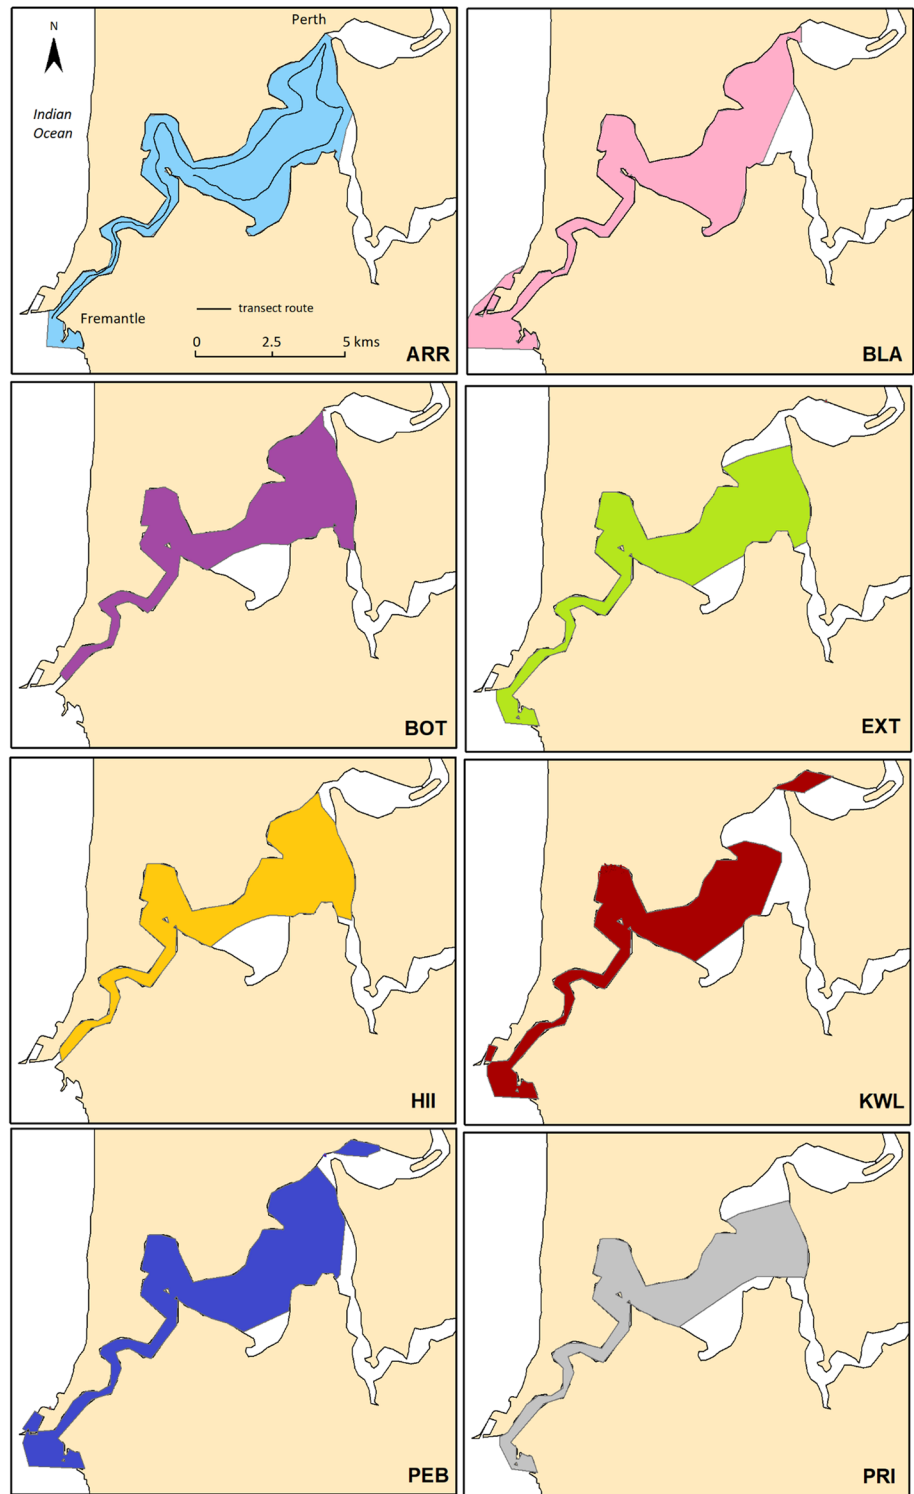 Perth
N
Indian
Ocean
Fremantle
transect route
0 2.5 5 kms
ARR
BLA
BOT
EXT
HII
KWL
PEB
PRI